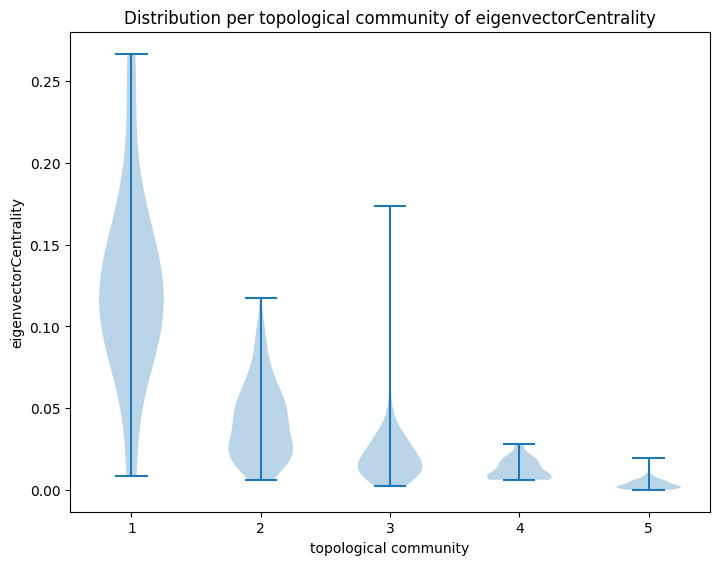 Distribution per topological community of eigenvectorCentrality
eigenvectorCentrality
0.25
0.20
0.15
0.10
0.05
0.00
1 2 3 4 5
topological community